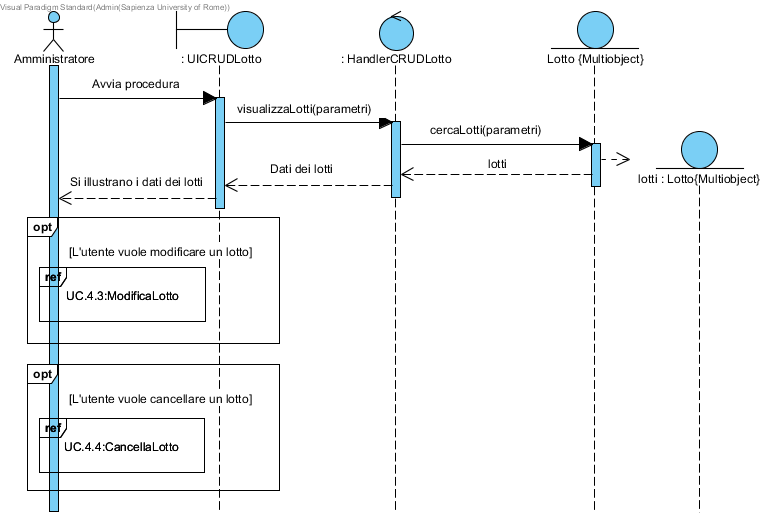 Visual Paradigm Standard(Admin(Sapienza University of Rome))
Amministratore
: UICRUDLotto
: HandlerCRUDLotto
Lotto {Multiobject}
Avvia procedura
visualizzaLotti(parametri)
cercaLotti(parametri)
lotti
Dati dei lotti
Si illustrano i dati dei lotti
lotti : Lotto{Multiobject}
opt
[L'utente vuole modificare un lotto]
ref
UC.4.3:ModificaLotto
opt
[L'utente vuole cancellare un lotto]
ref
UC.4.4:CancellaLotto